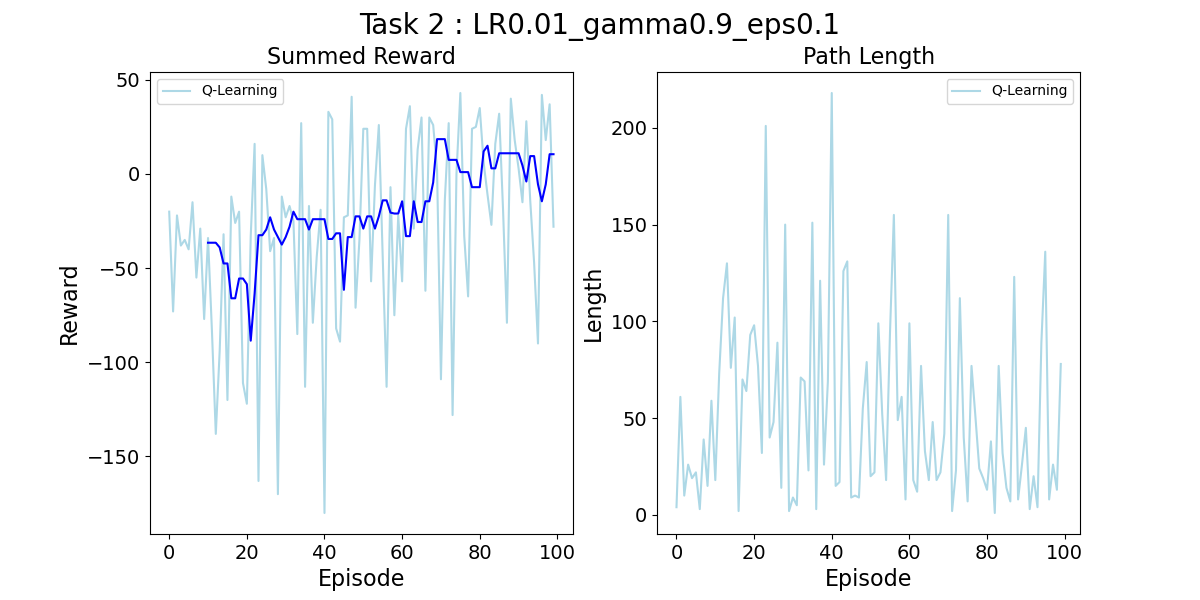 Task 2 : LR0.01_gamma0.9_eps0.1
Summed Reward
Q-Learning
50
0
−50
−100
−150
Reward
0
20
40
60
80
100
Episode
Path Length
Q-Learning
200
150
100
50
0
Length
0
20
40
60
80
100
Episode